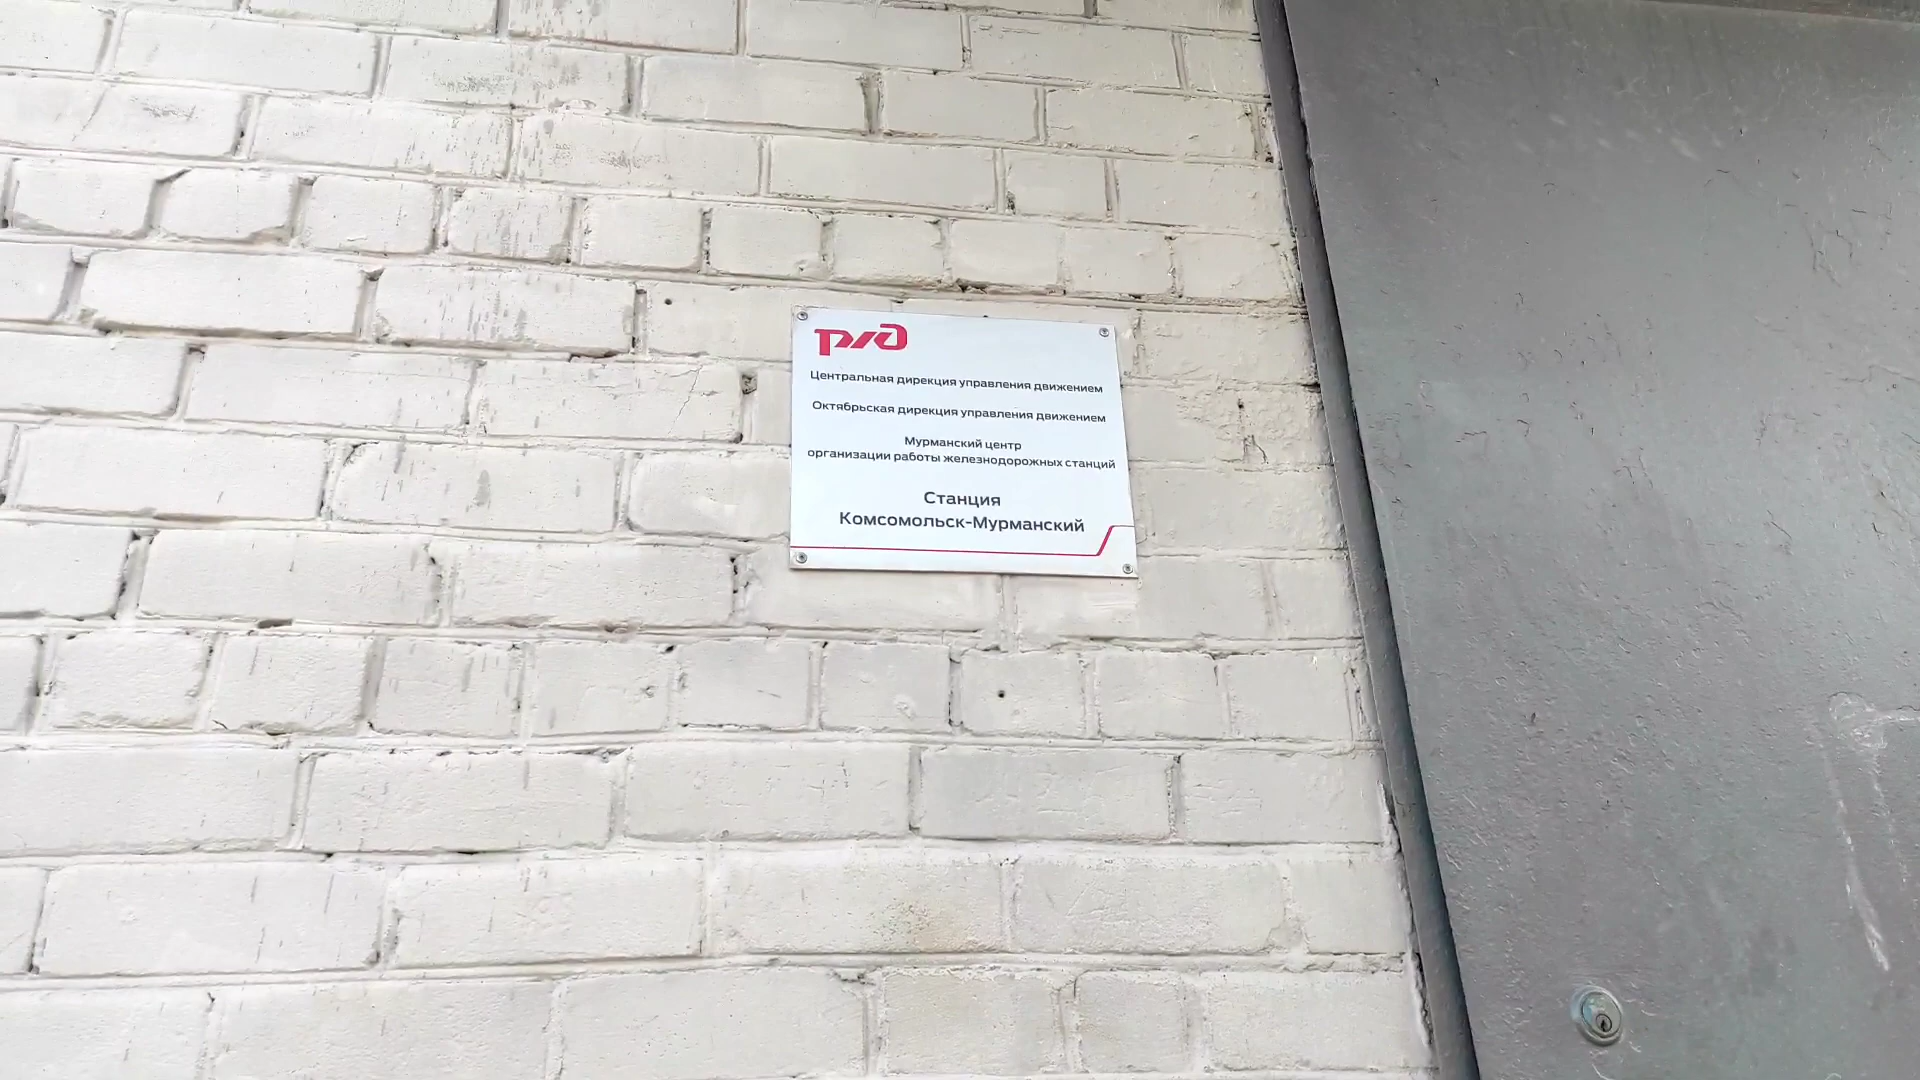 ржд
Центральная дирекция управления движением
Октябрьская дирекция управления движением
Мурманский центр
организации работы железнодорожных станций
Станция
Комсомольск-Мурманский